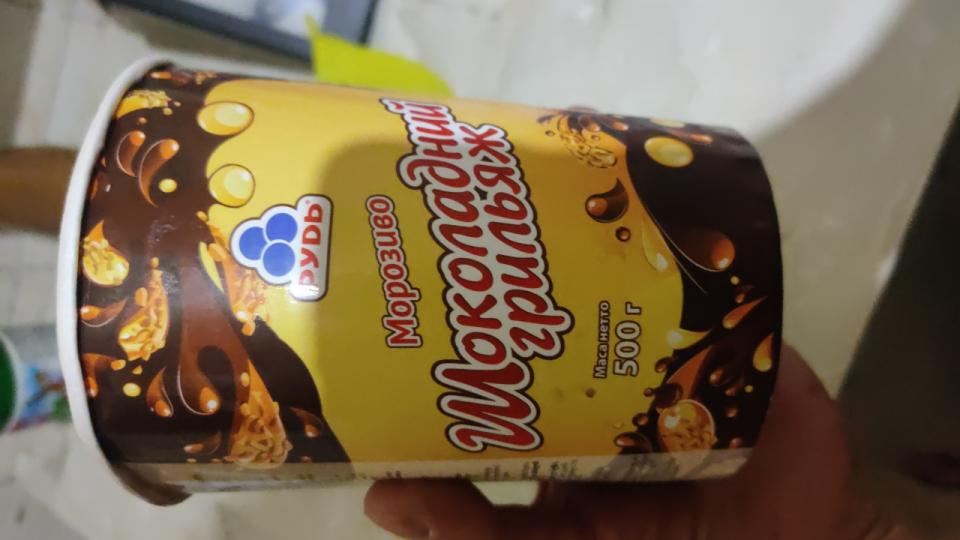 РУДЬ
Морозиво
Шоколадний
грильяж
Маса нетто
500 г